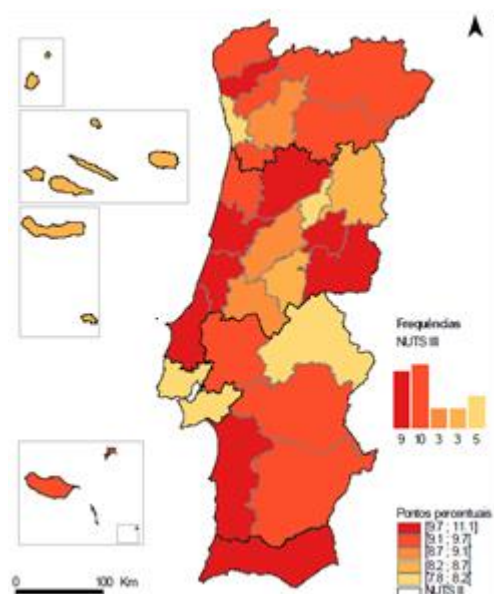 Frequências
NUTS III
9 10 3 3 5
Pontos percentuais
[9.7 ; 11.1]
[9.1 ; 9.7[
[8.7 ; 9.1[
[8.2 ; 8.7[
[7.8 ; 8.2[
NUTS II
0 100 Km